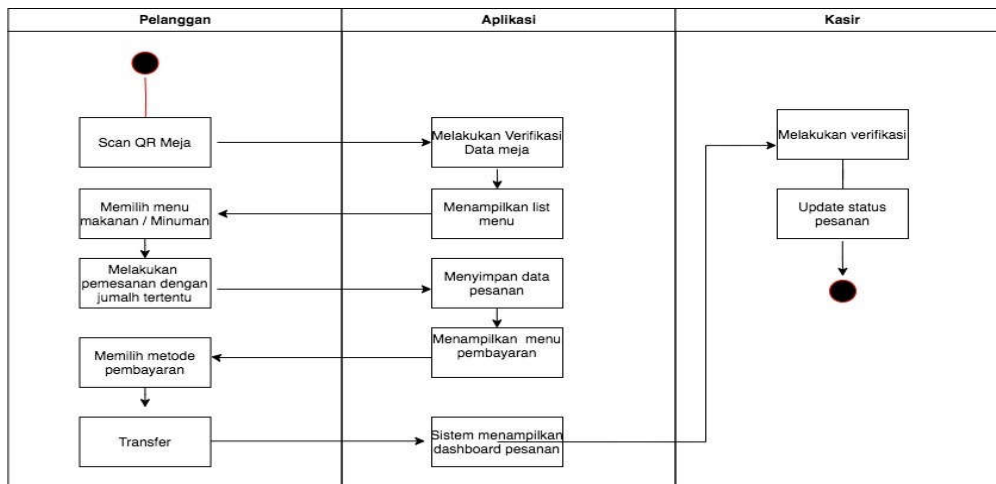 Pelanggan
Aplikasi
Kasir
Scan QR Meja
Melakukan Verifikasi
Data meja
Melakukan verifikasi
Memilih menu
makanan / Minuman
Menampilkan list
menu
Update status
pesanan
Melakukan
pemesanan dengan
jumalh tertentu
Menyimpan data
pesanan
Menampilkan menu
pembayaran
Memilih metode
pembayaran
Transfer
Sistem menampilkan
dashboard pesanan